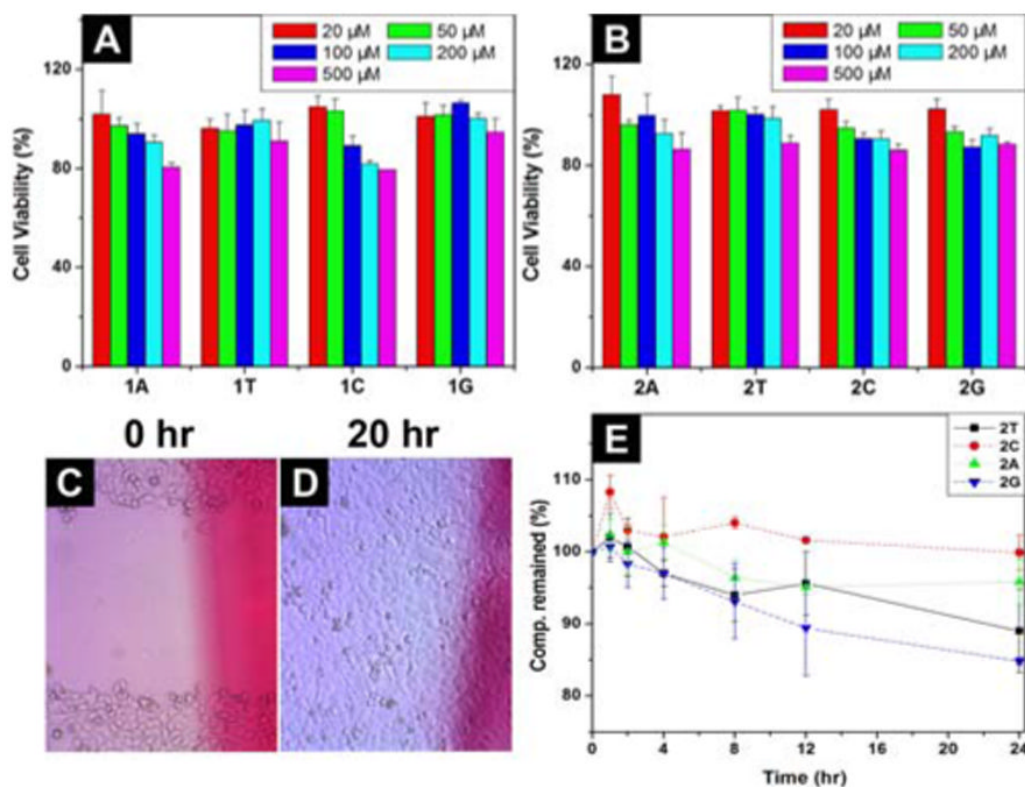 A
20 µM 50 µM
100 µM 200 µM
500 µM
Cell Viability (%)
120
80
40
0
1A 1T 1C 1G
B
20 µM 50 µM
100 µM 200 µM
500 µM
Cell Viability (%)
120
80
40
0
2A 2T 2C 2G
0 hr 20 hr
C
D
E
2T
2C
2A
2G
Comp. remained (%)
110
100
90
80
0 4 8 12 16 20 24
Time (hr)